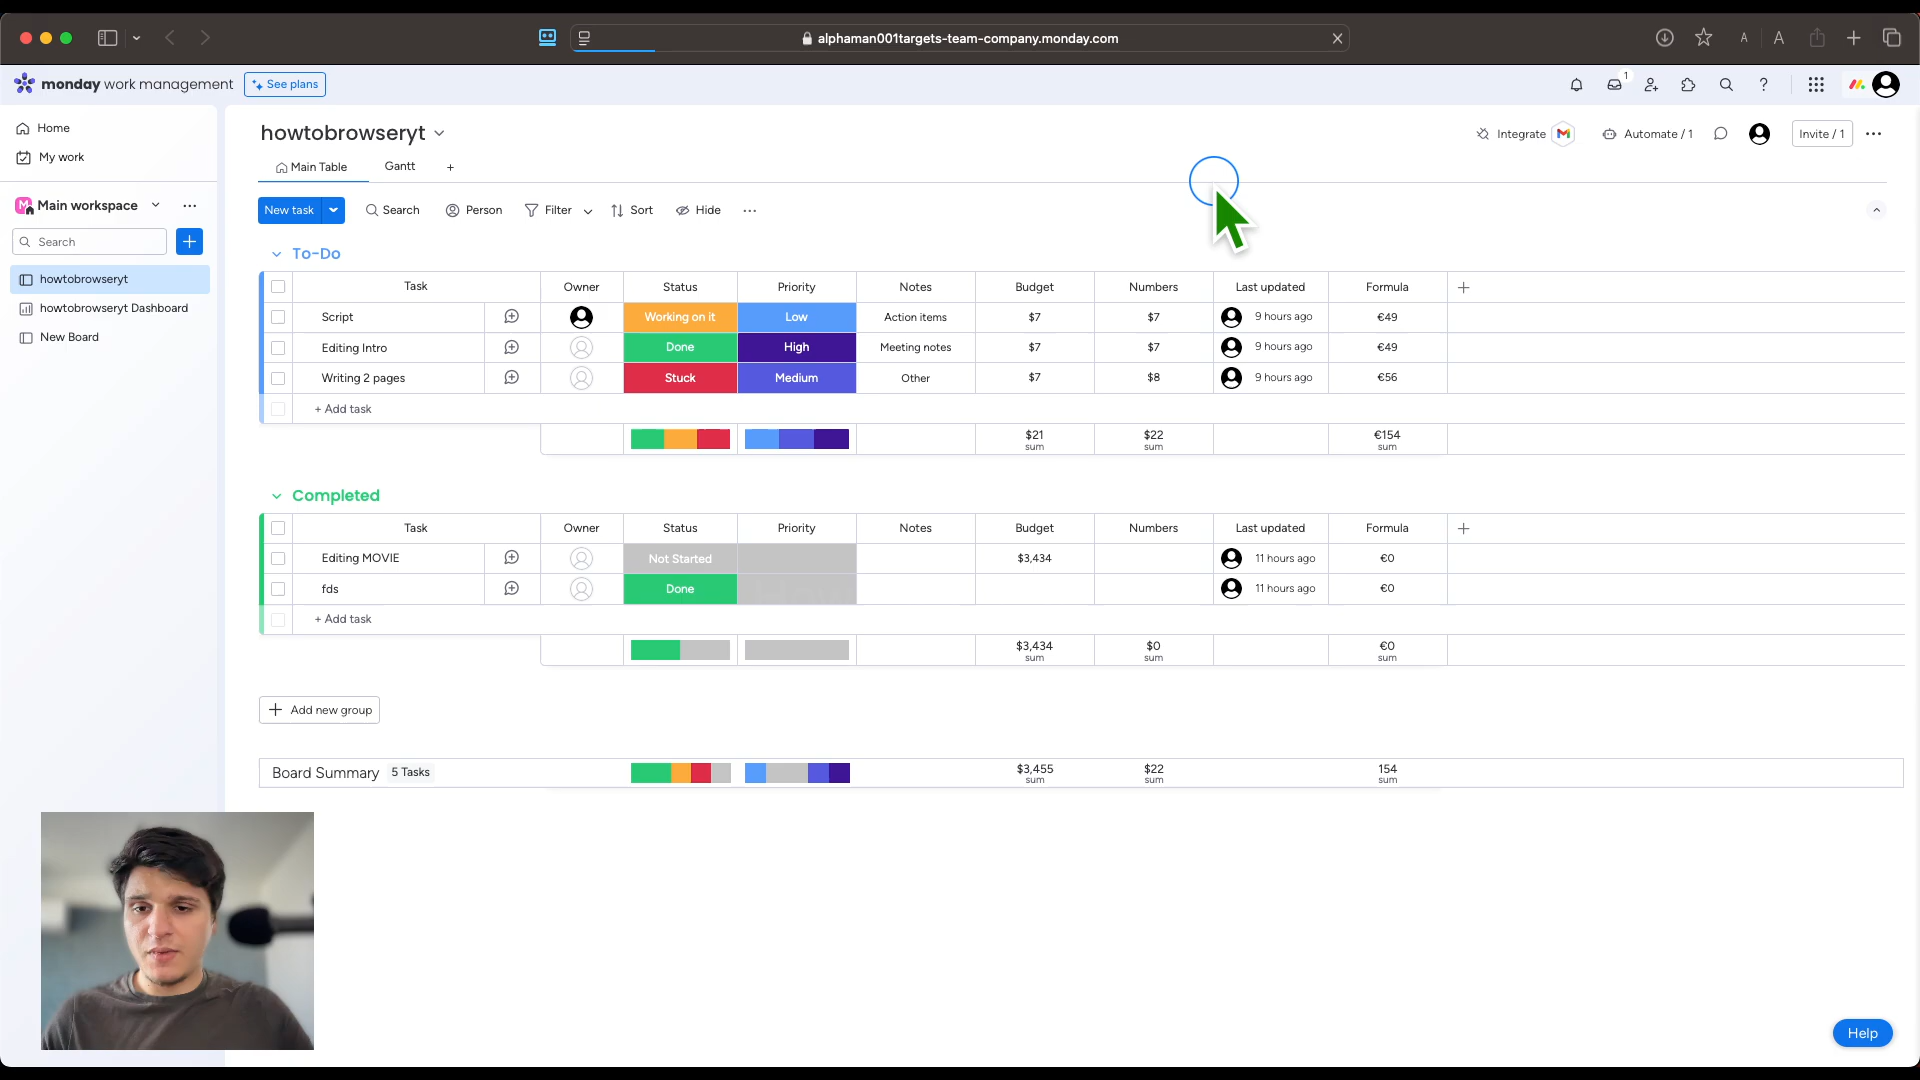 alphaman001targets-team-company.monday.com
A A
monday work management See plans
1
Home
My work
Main workspace
Search
howtobrowseryt
howtobrowseryt Dashboard
New Board
howtobrowseryt
Integrate Automate / 1 Invite / 1
Main Table Gantt
New task Search Person Filter Sort Hide
To-Do
Task Owner Status Priority Notes Budget Numbers Last updated Formula
Script Working on it Low Action items $7 $7 9 hours ago €49
Editing Intro Done High Meeting notes $7 $7 9 hours ago €49
Writing 2 pages Stuck Medium Other $7 $8 9 hours ago €56
+ Add task
$21 $22 €154
sum sum sum
Completed
Task Owner Status Priority Notes Budget Numbers Last updated Formula
Editing MOVIE Not Started $3,434 11 hours ago €0
fds Done 11 hours ago €0
+ Add task
$3,434 $0 €0
sum sum sum
Add new group
Board Summary 5 Tasks $3,455 $22 154
sum sum sum
Help